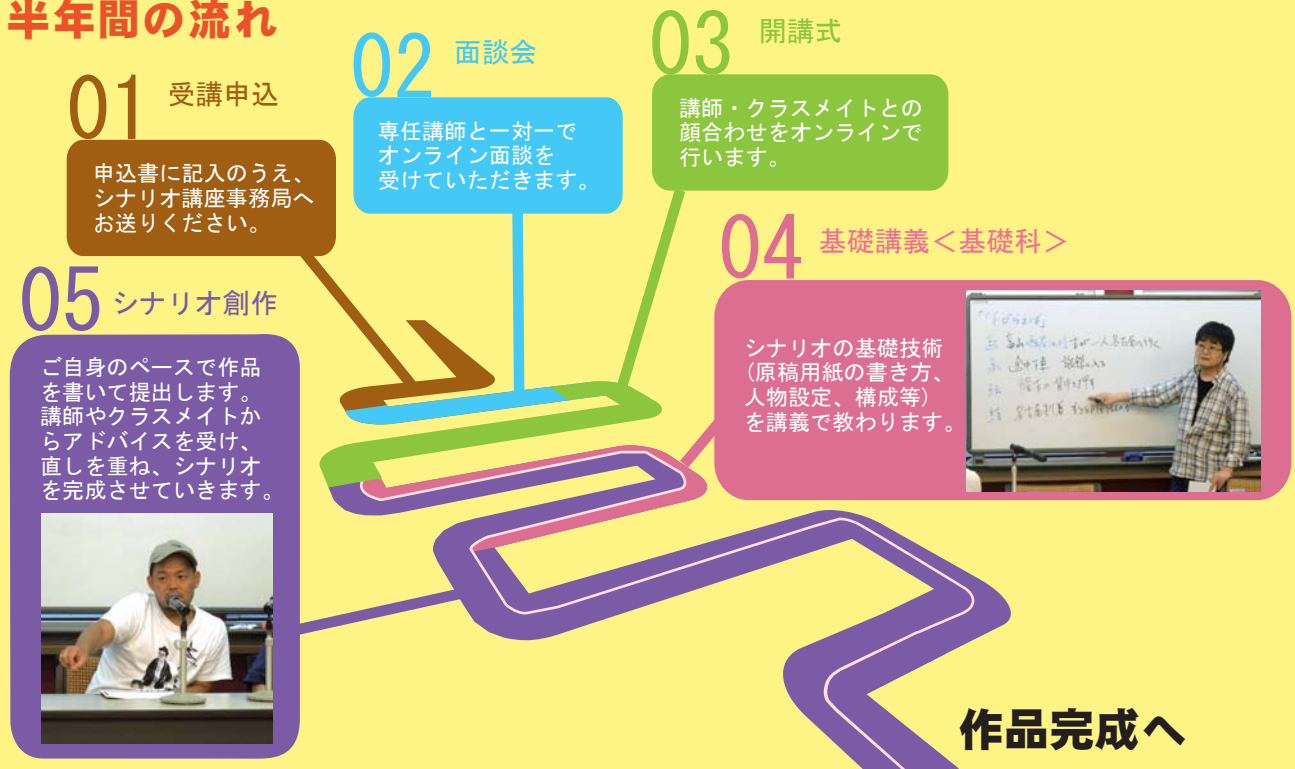 半年間の流れ
01 受講申込
申込書に記入のうえ、
シナリオ講座事務局へ
お送りください。
02 面談会
専任講師と一対一で
オンライン面談を
受けていただきます。
03 開講式
講師・クラスメイトとの
顔合わせをオンラインで
行います。
04 基礎講義＜基礎科＞
シナリオの基礎技術
(原稿用紙の書き方、
人物設定、構成等)
を講義で教わります。
05 シナリオ創作
ご自身のペースで作品
を書いて提出します。
講師やクラスメイトか
らアドバイスを受け、
直しを重ね、シナリオ
を完成させていきます。
作品完成へ